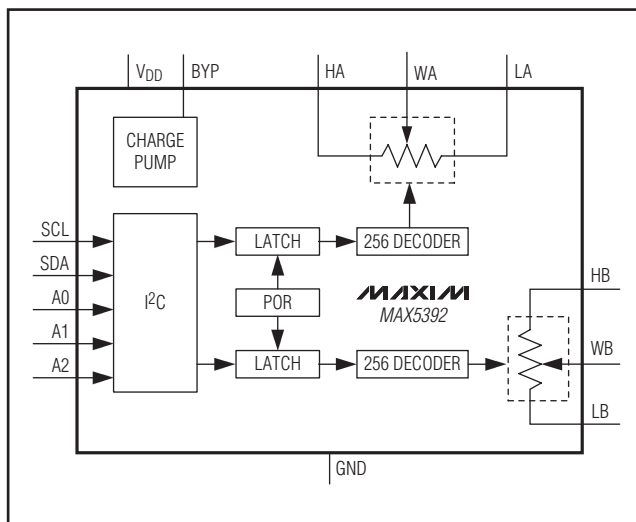 VDD
BYP
HA
WA
LA
CHARGE
PUMP
SCL
SDA
A0
A1
A2
I²C
LATCH
256 DECODER
POR
MAXIM
MAX5392
LATCH
256 DECODER
HB
WB
LB
GND